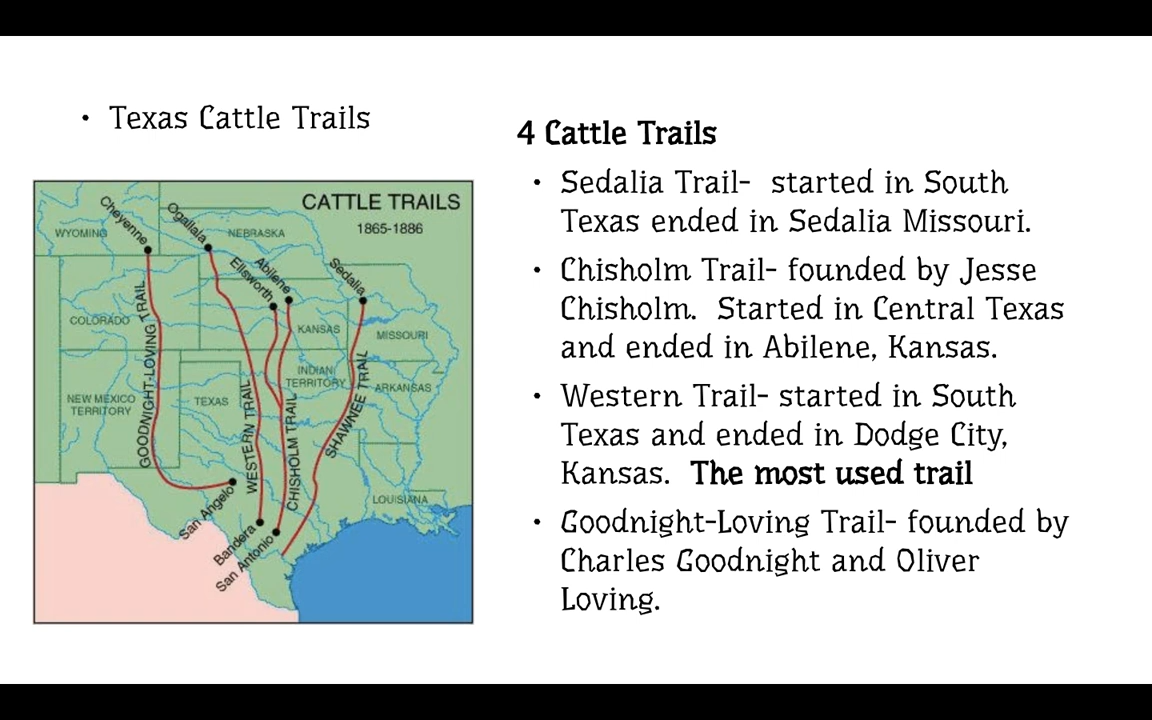 • Texas Cattle Trails
CATTLE TRAILS
1865-1886
Cheyenne
Ogallala
WYOMING
NEBRASKA
Ellsworth
Abilene
Sedalia
COLORADO
KANSAS
MISSOURI
GOODNIGHT-LOVING TRAIL
INDIAN
TERRITORY
ARKANSAS
NEW MEXICO
TERRITORY
TEXAS
WESTERN TRAIL
CHISHOLM TRAIL
SHAWNEE TRAIL
LOUISIANA
San Angelo
Bandera
San Antonio
4 Cattle Trails
• Sedalia Trail- started in South
Texas ended in Sedalia Missouri.
• Chisholm Trail- founded by Jesse
Chisholm. Started in Central Texas
and ended in Abilene, Kansas.
• Western Trail- started in South
Texas and ended in Dodge City,
Kansas. The most used trail
• Goodnight-Loving Trail- founded by
Charles Goodnight and Oliver
Loving.